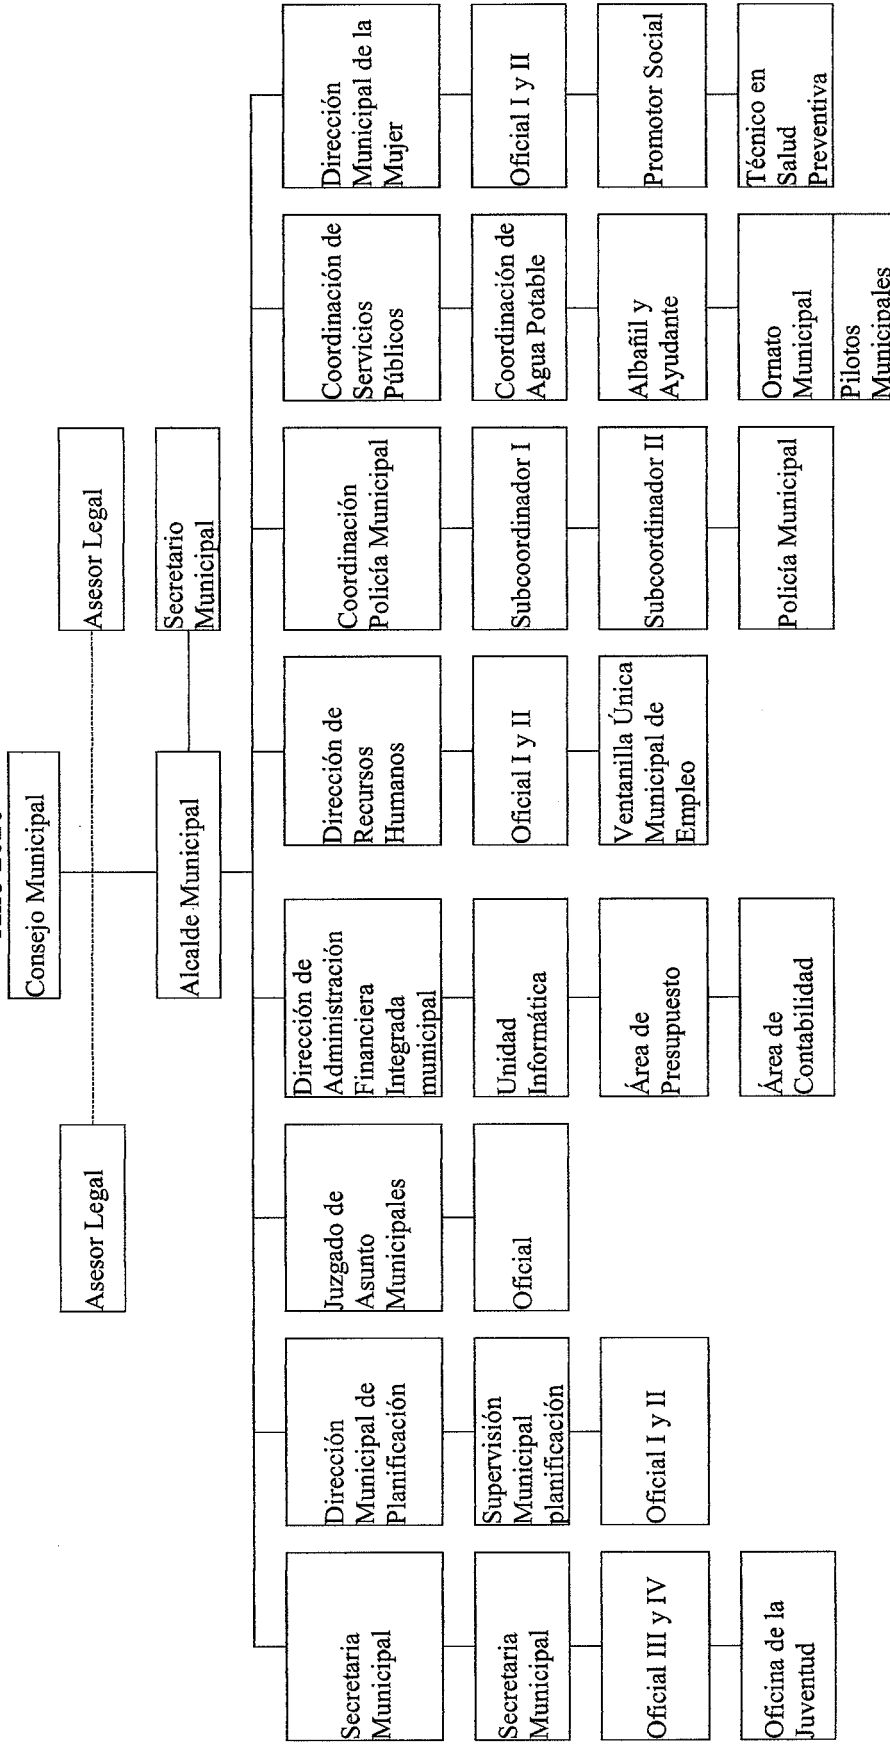 Consejo Municipal
Asesor Legal
Asesor Legal
Alcalde Municipal
Secretario
Municipal
Secretaria
Municipal
Secretaria
Municipal
Oficial III y IV
Oficina de la
Juventud
Dirección
Municipal de
Planificación
Supervisión
Municipal
planificación
Oficial I y II
Juzgado de
Asunto
Municipales
Oficial
Dirección de
Administración
Financiera
Integrada
municipal
Unidad
Informática
Área de
Presupuesto
Área de
Contabilidad
Dirección de
Recursos
Humanos
Oficial I y II
Ventanilla Única
Municipal de
Empleo
Coordinación
Policía Municipal
Subcoordinador I
Subcoordinador II
Policía Municipal
Coordinación de
Servicios
Públicos
Coordinación de
Agua Potable
Albañil y
Ayudante
Ornato
Municipal
Pilotos
Municipales
Dirección
Municipal de la
Mujer
Oficial I y II
Promotor Social
Técnico en
Salud
Preventiva